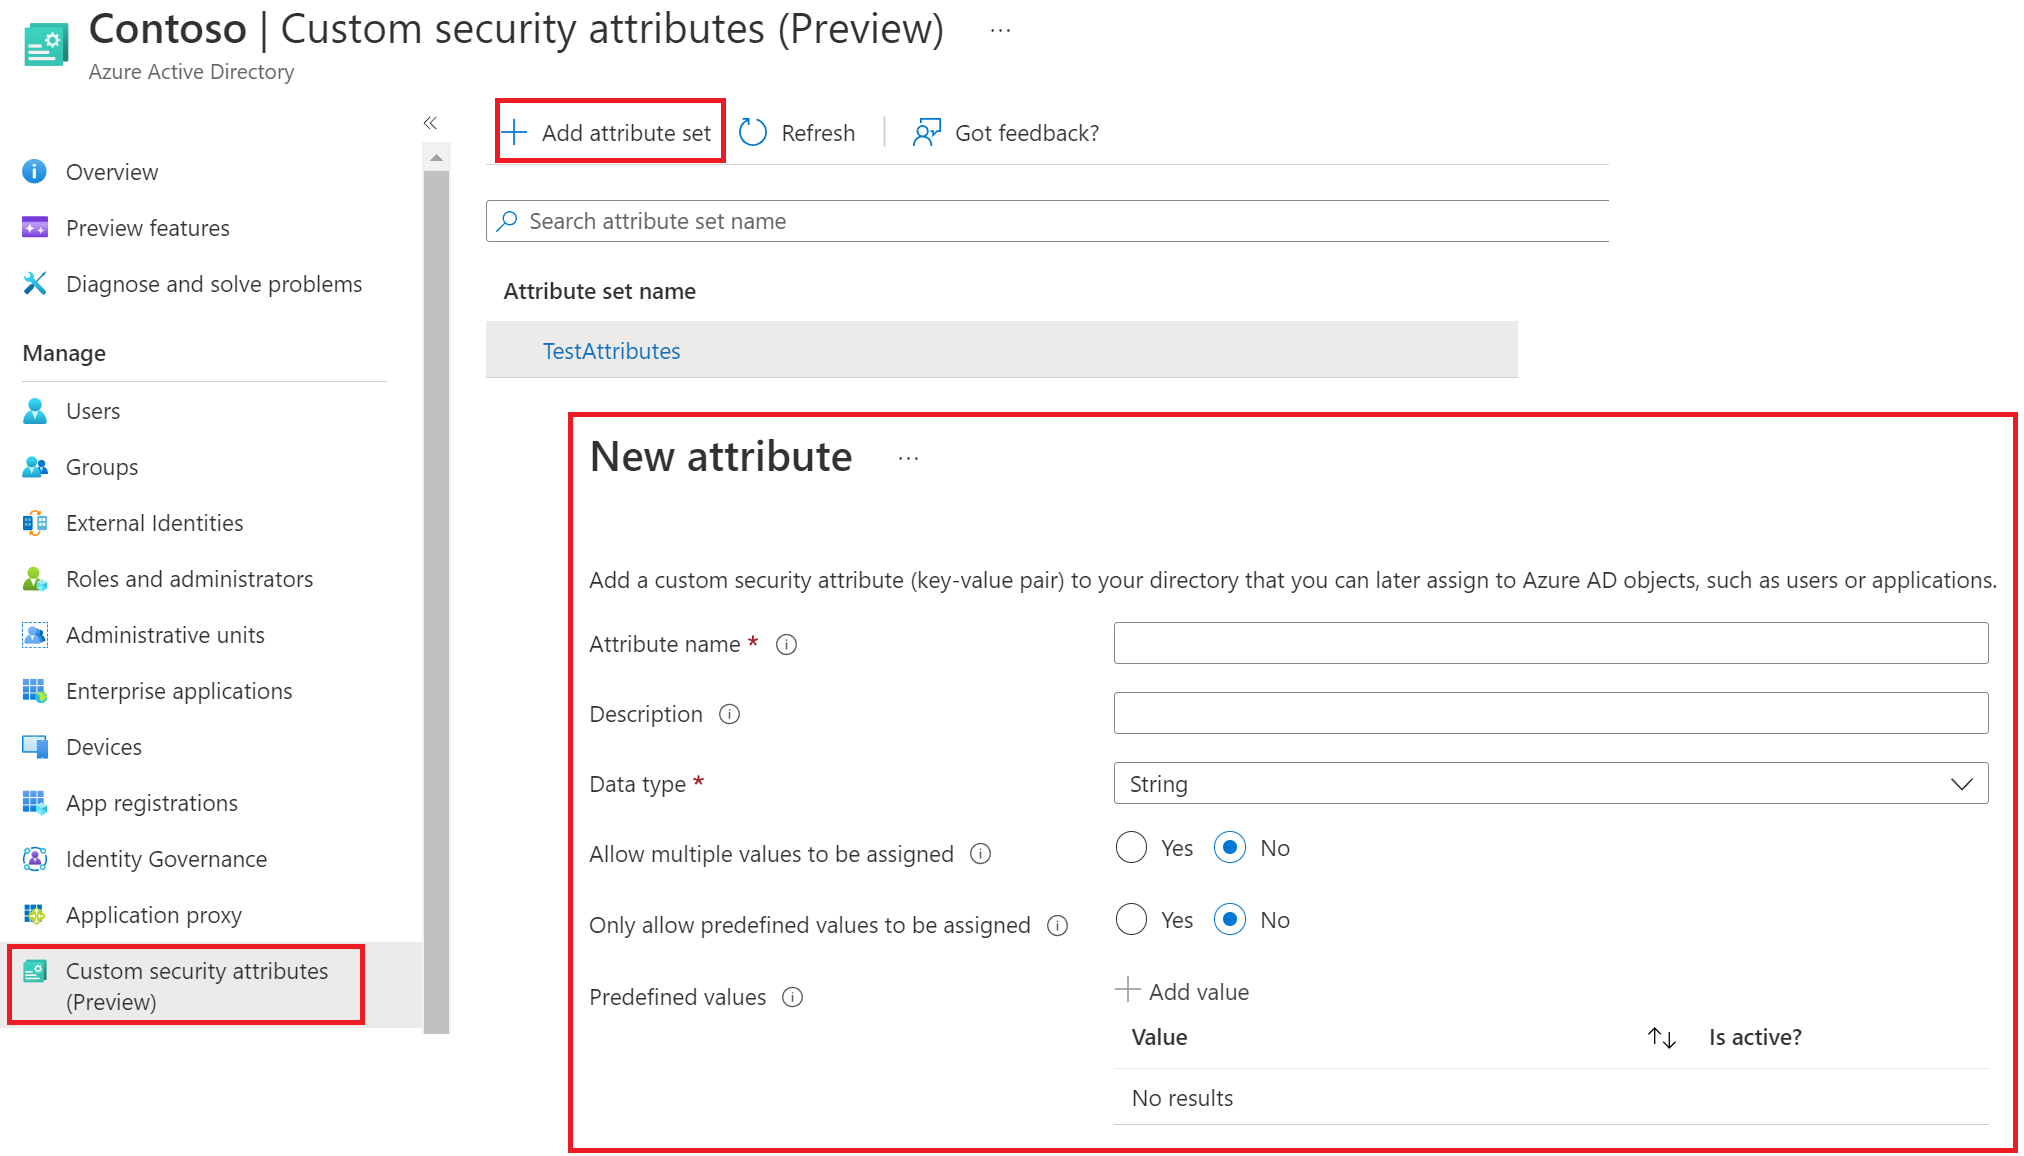 Contoso | Custom security attributes (Preview) ...
Azure Active Directory
«
Overview
Preview features
Diagnose and solve problems
Manage
Users
Groups
External Identities
Roles and administrators
Administrative units
Enterprise applications
Devices
App registrations
Identity Governance
Application proxy
Custom security attributes
(Preview)
Add attribute set Refresh Got feedback?
Search attribute set name
Attribute set name
TestAttributes
New attribute ...
Add a custom security attribute (key-value pair) to your directory that you can later assign to Azure AD objects, such as users or applications.
Attribute name *
Description
Data type * String
Allow multiple values to be assigned Yes No
Only allow predefined values to be assigned Yes No
Predefined values Add value
Value Is active?
No results